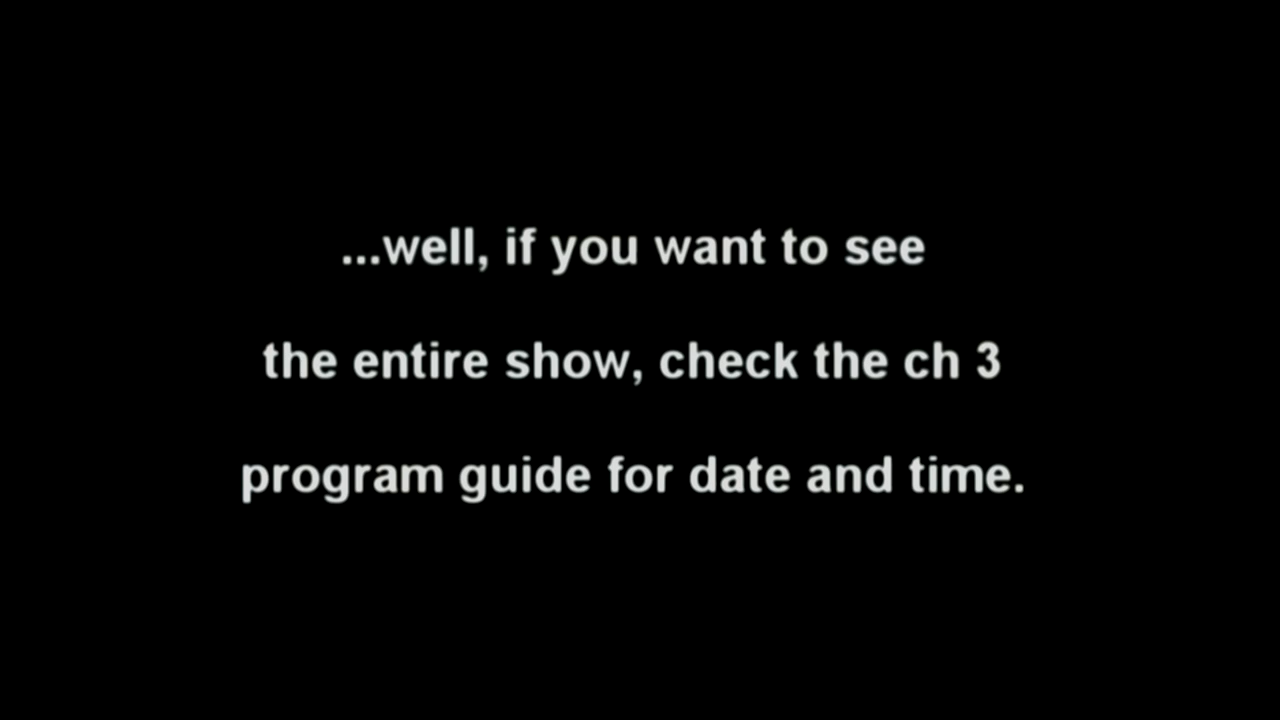 ...well, if you want to see
the entire show, check the ch 3
program guide for date and time.